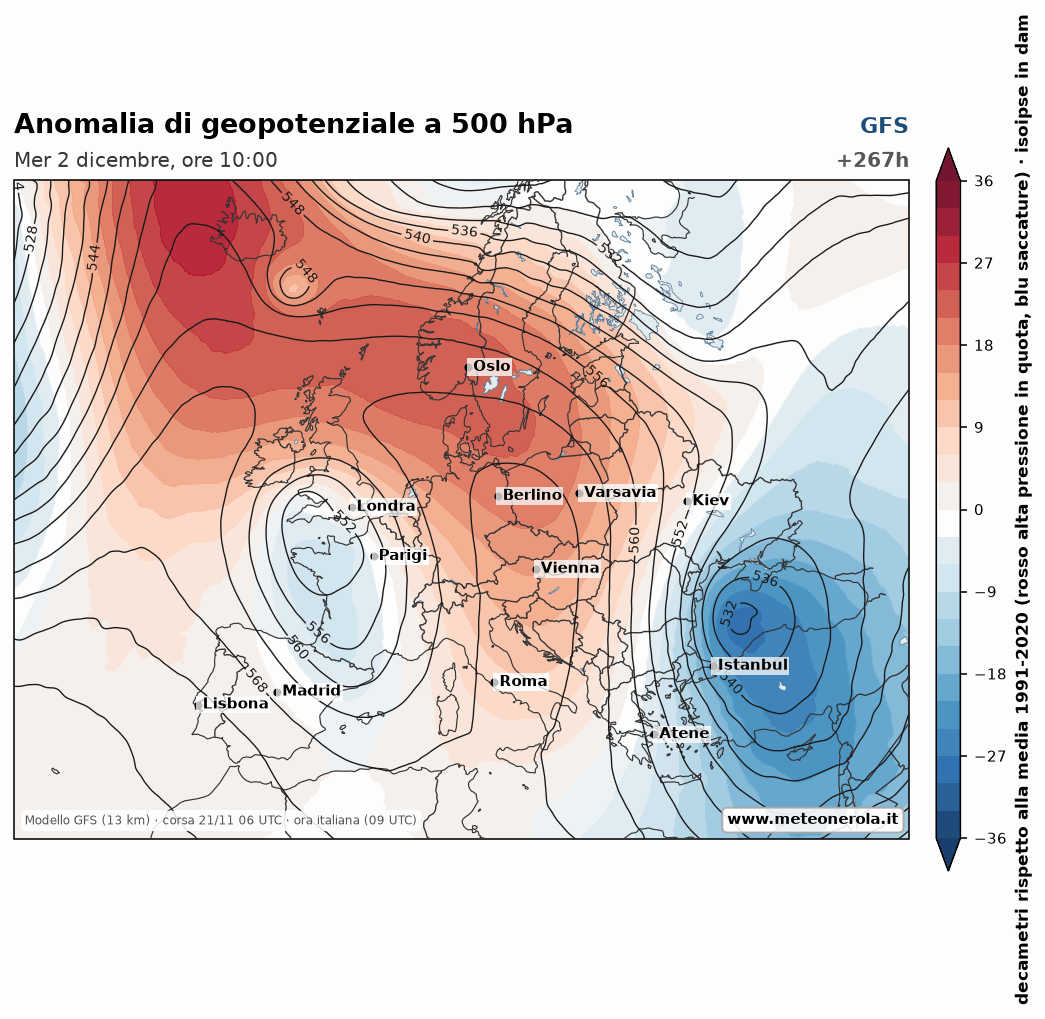 Anomalia di geopotenziale a 500 hPa
GFS
Mer 2 dicembre, ore 10:00
+267h
528
544
548
548
540
536
536
552
552
560
536
532
540
556
560
568
Oslo
Berlino
Varsavia
Kiev
Londra
Parigi
Vienna
Istanbul
Roma
Madrid
Lisbona
Atene
Modello GFS (13 km) · corsa 21/11 06 UTC · ora italiana (09 UTC)
www.meteonerola.it
36
27
18
9
0
−9
−18
−27
−36
decametri rispetto alla media 1991-2020 (rosso alta pressione in quota, blu saccature) · isoipse in dam